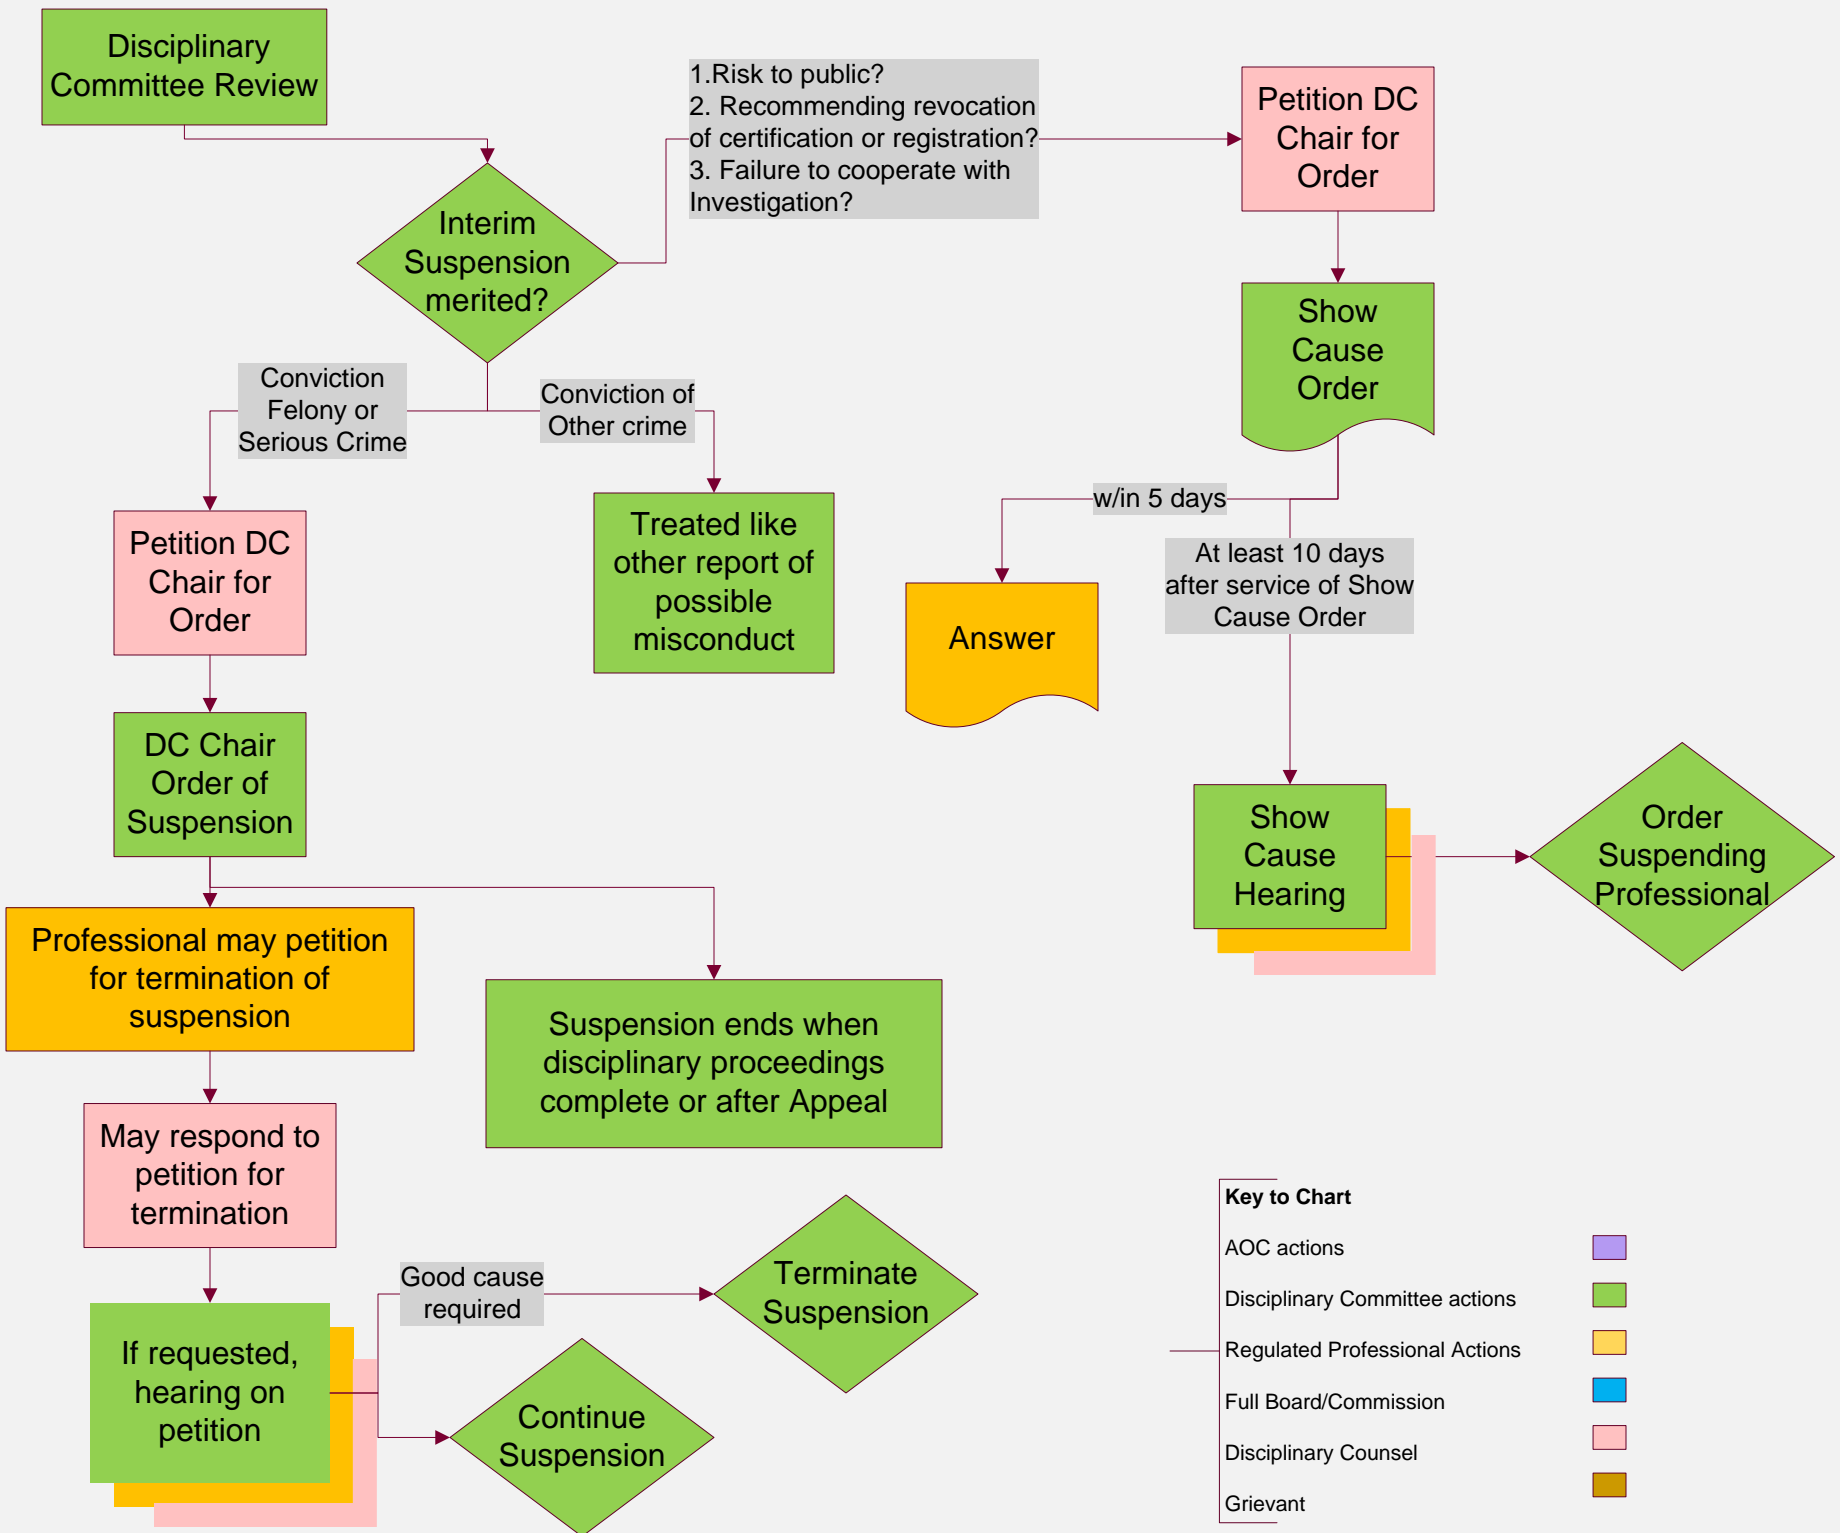 Disciplinary
Committee Review
1.Risk to public?
2. Recommending revocation
of certification or registration?
3. Failure to cooperate with
Investigation?
Petition DC
Chair for
Order
Interim
Suspension
merited?
Show
Cause
Order
Conviction
Felony or
Serious Crime
Conviction of
Other crime
w/in 5 days
At least 10 days
after service of Show
Cause Order
Petition DC
Chair for
Order
Treated like
other report of
possible
misconduct
Answer
DC Chair
Order of
Suspension
Show
Cause
Hearing
Order
Suspending
Professional
Professional may petition
for termination of
suspension
Suspension ends when
disciplinary proceedings
complete or after Appeal
May respond to
petition for
termination
Good cause
required
Terminate
Suspension
If requested,
hearing on
petition
Continue
Suspension
Key to Chart
AOC actions
Disciplinary Committee actions
Regulated Professional Actions
Full Board/Commission
Disciplinary Counsel
Grievant